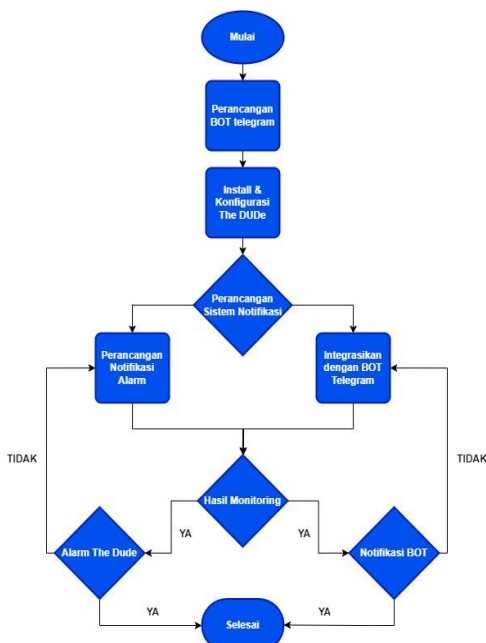 Mulai
Perancangan
BOT telegram
Install &
Konfigurasi
The DUDe
Perancangan
Sistem Notifikasi
Perancangan
Notifikasi
Alarm
Integrasikan
dengan BOT
Telegram
TIDAK
TIDAK
Hasil Monitoring
YA
YA
Alarm The Dude
Notifikasi BOT
YA
YA
Selesai